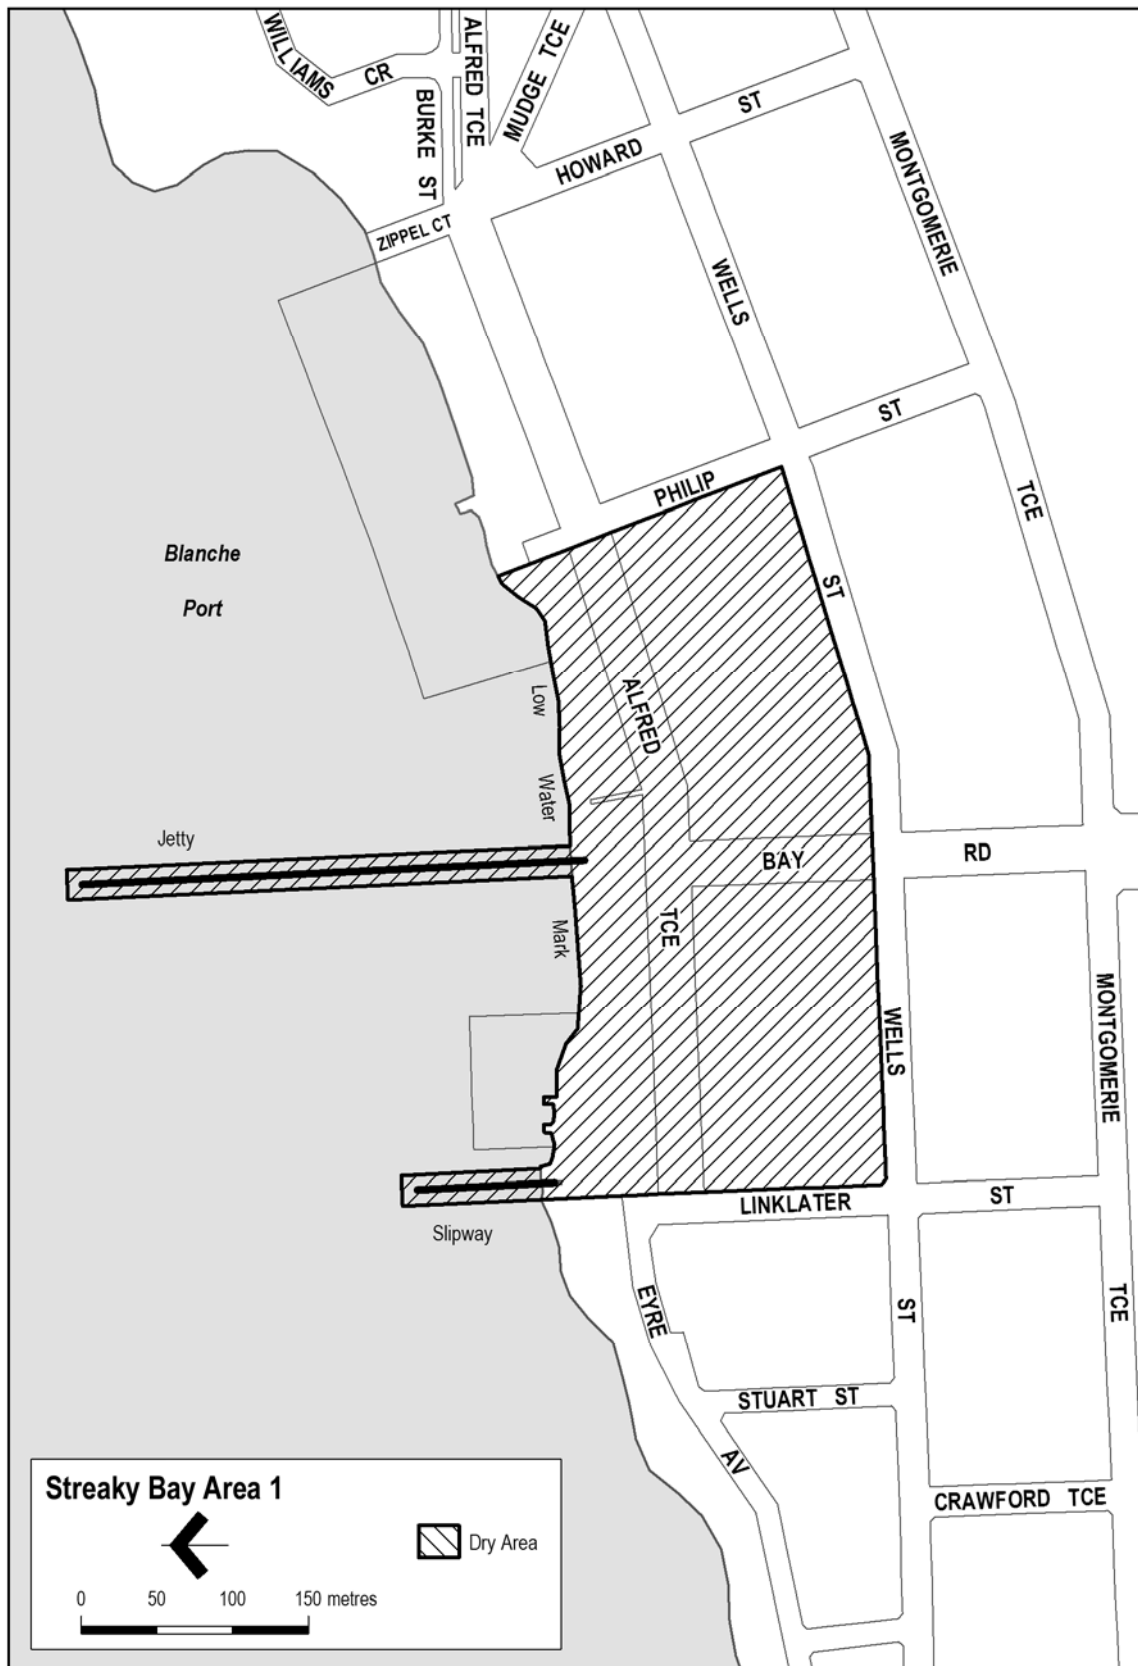 WILLIAMS CR
ALFRED TCE
MUDGE TCE
BURKE ST
HOWARD ST
MONTGOMERIE TCE
ZIPPEL CT
WELLS ST
PHILIP ST
Blanche
Port
Low Water Mark
ALFRED TCE
Jetty
BAY RD
WELLS ST
MONTGOMERIE TCE
LINKLATER ST
Slipway
EYRE AV
STUART ST
CRAWFORD TCE
Streaky Bay Area 1
Dry Area
0 50 100 150 metres